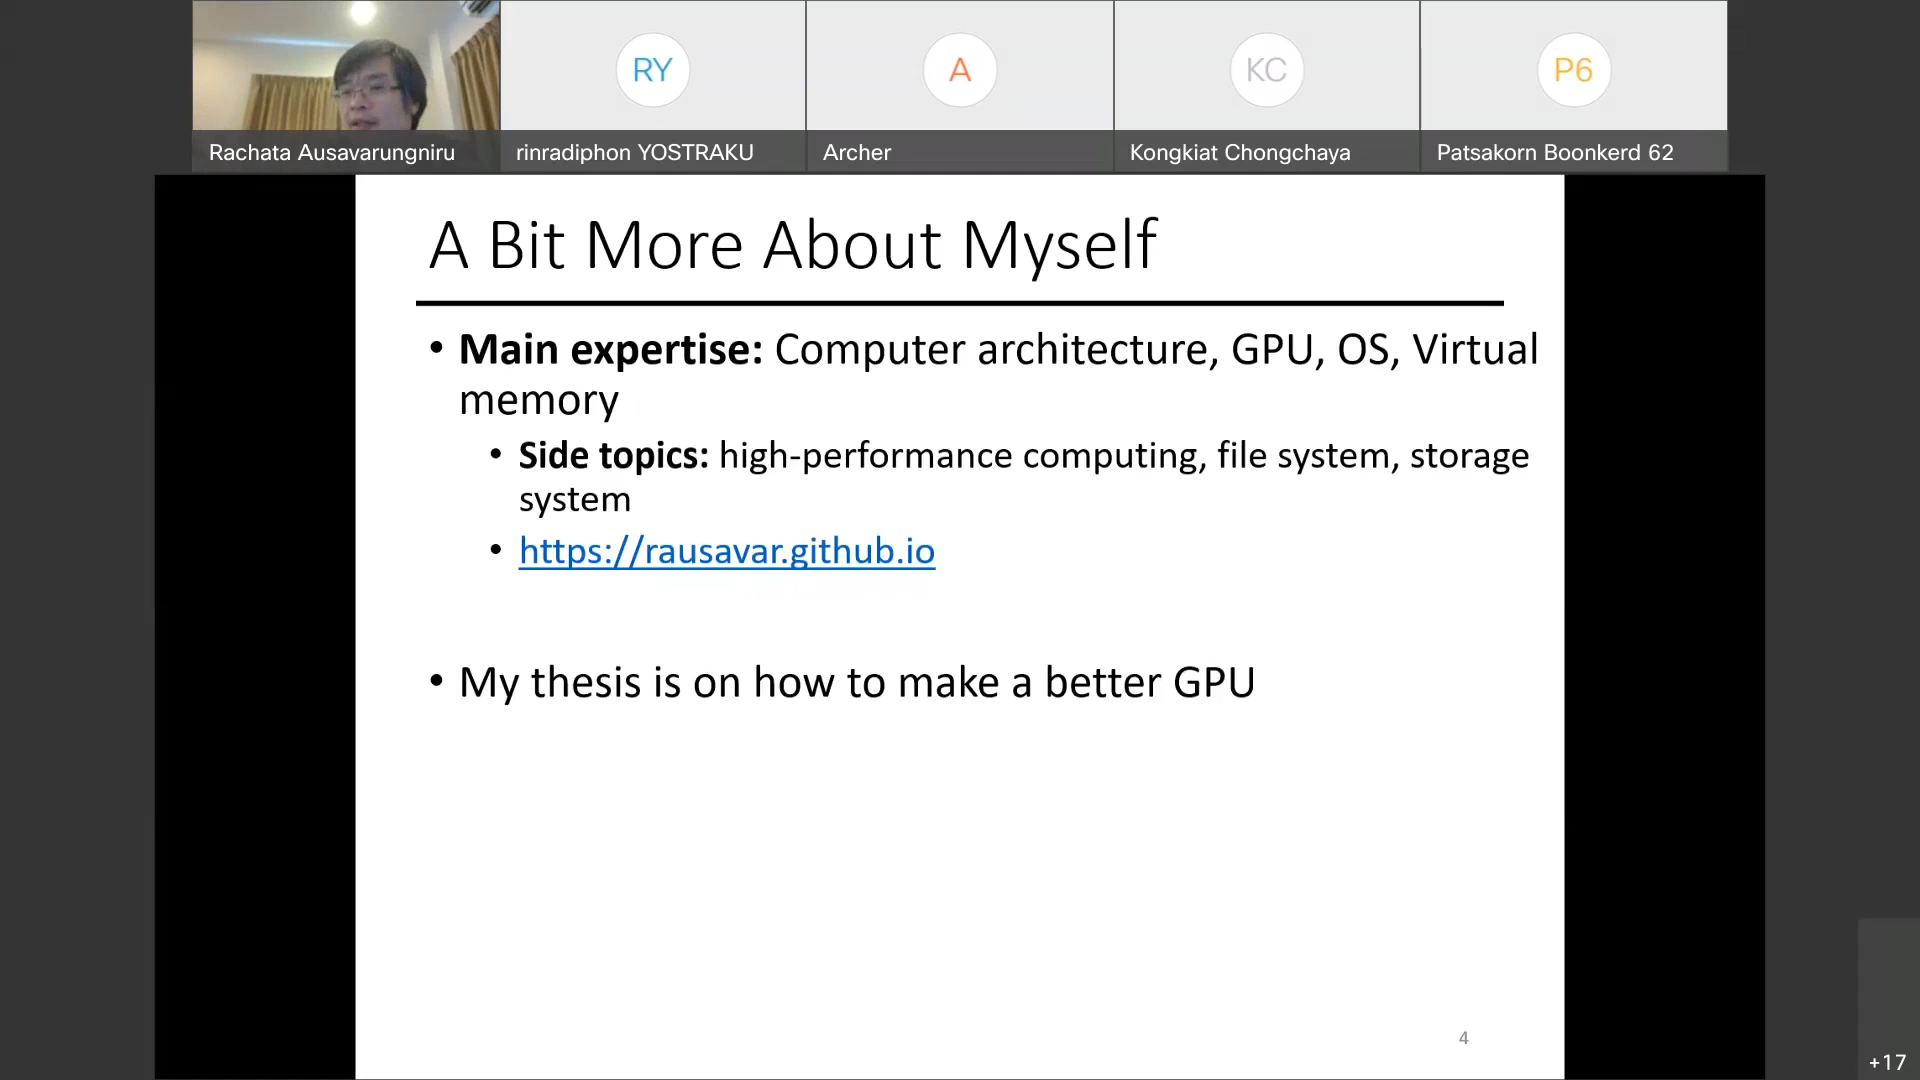 RY
A
KC
P6
Rachata Ausavarungniru
rinradiphon YOSTRAKU
Archer
Kongkiat Chongchaya
Patsakorn Boonkerd 62
A Bit More About Myself
• Main expertise: Computer architecture, GPU, OS, Virtual
memory
• Side topics: high-performance computing, file system, storage
system
• https://rausavar.github.io
• My thesis is on how to make a better GPU
4
+17